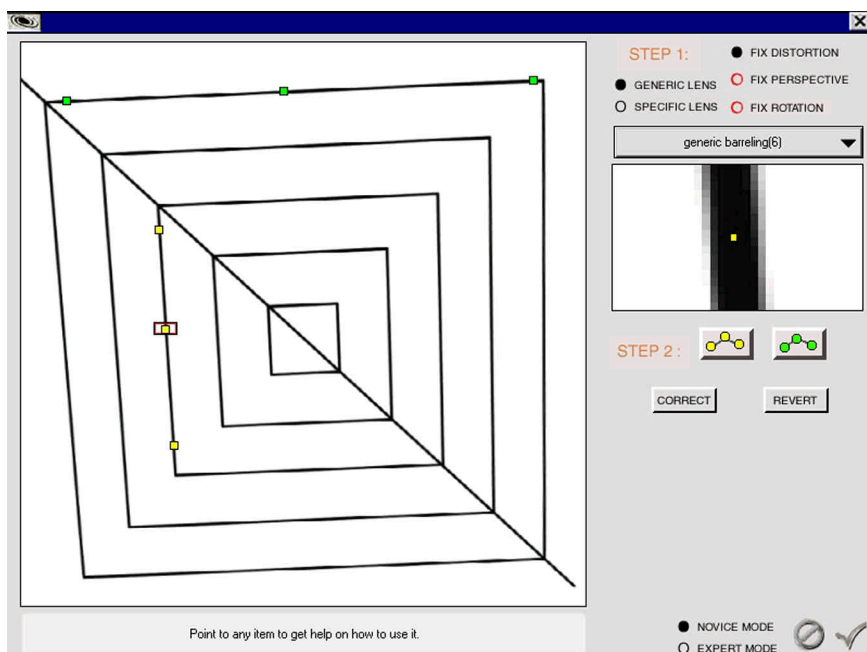 STEP 1:
FIX DISTORTION
GENERIC LENS
FIX PERSPECTIVE
SPECIFIC LENS
FIX ROTATION
generic barreling(6)
STEP 2 :
CORRECT
REVERT
Point to any item to get help on how to use it.
NOVICE MODE
EXPERT MODE